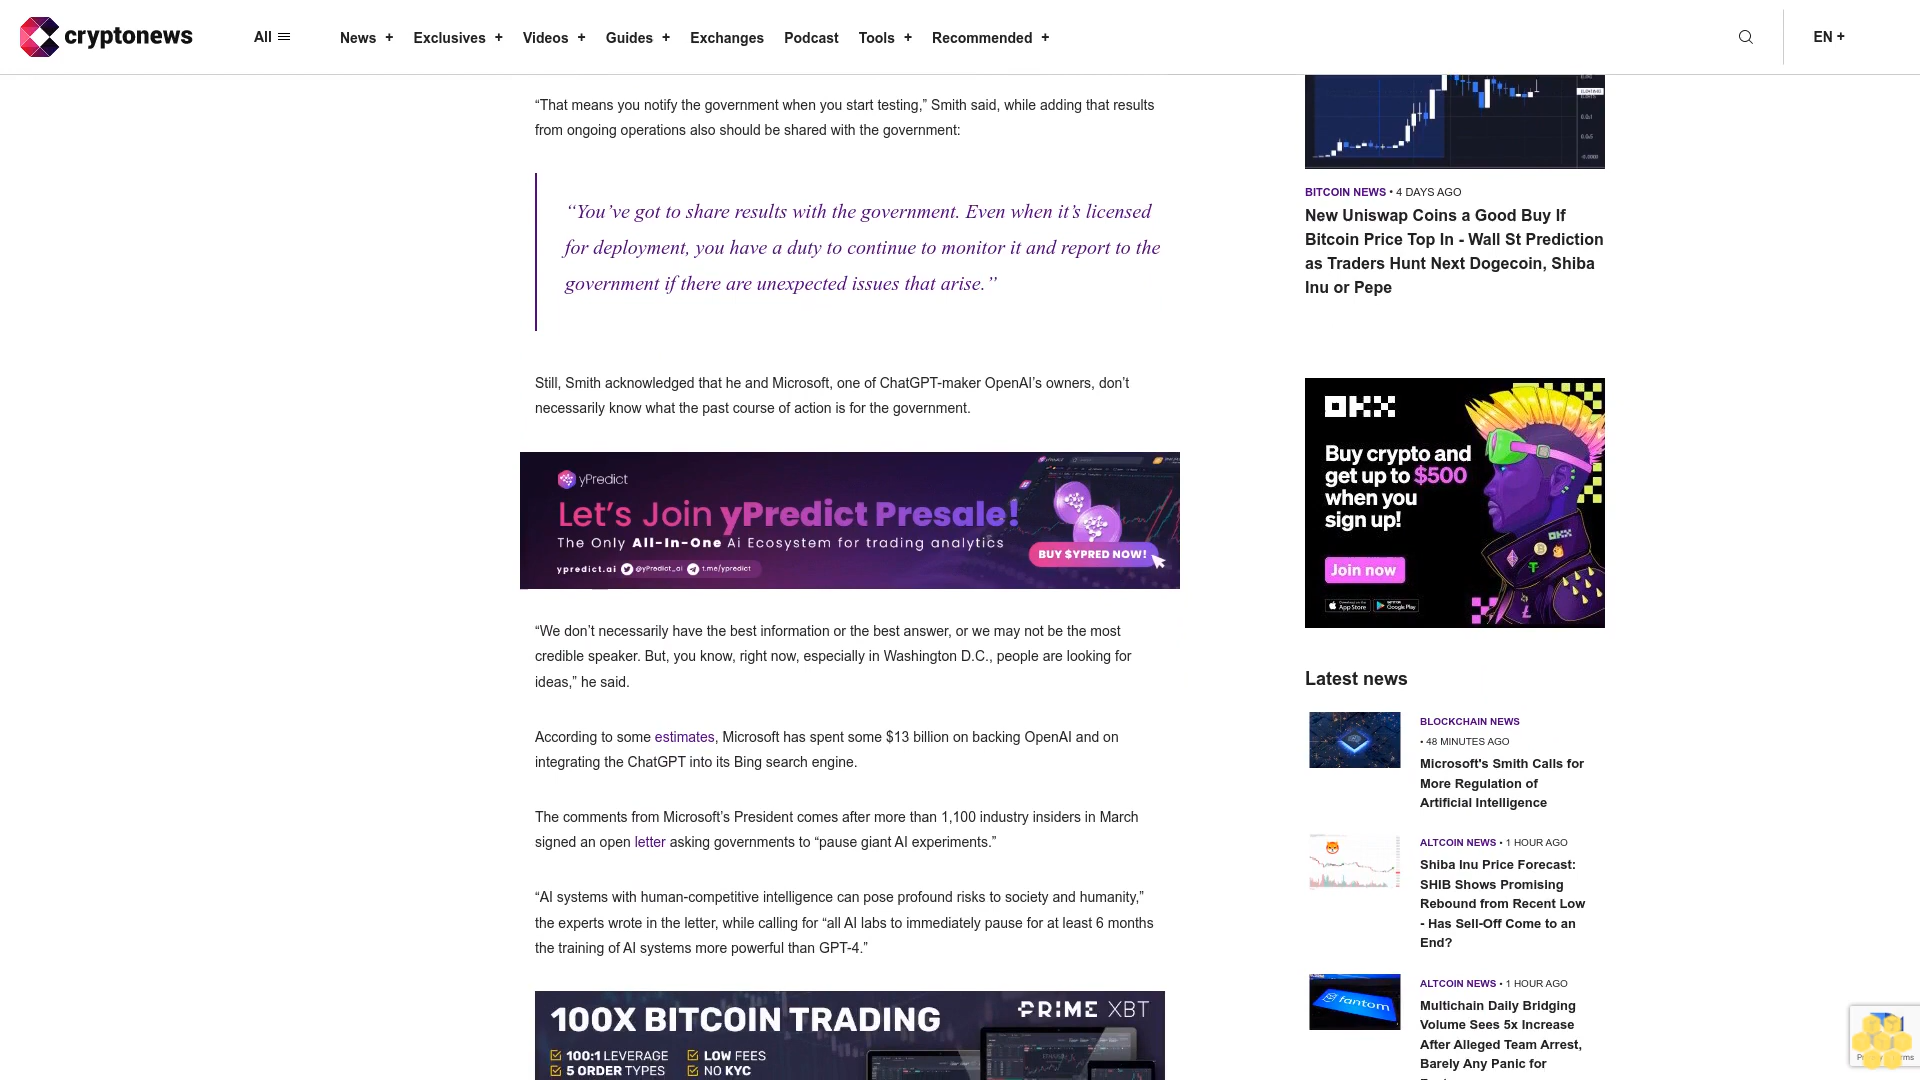 cryptonews
All
News +
Exclusives +
Videos +
Guides +
Exchanges
Podcast
Tools +
Recommended +
EN +
“That means you notify the government when you start testing,” Smith said, while adding that results
from ongoing operations also should be shared with the government:
“You’ve got to share results with the government. Even when it’s licensed
for deployment, you have a duty to continue to monitor it and report to the
government if there are unexpected issues that arise.”
Still, Smith acknowledged that he and Microsoft, one of ChatGPT-maker OpenAI’s owners, don’t
necessarily know what the past course of action is for the government.
yPredict
Let’s Join yPredict Presale!
The Only All-In-One Ai Ecosystem for trading analytics
BUY $YPRED NOW!
ypredict.ai @yPredict_ai t.me/ypredict
“We don’t necessarily have the best information or the best answer, or we may not be the most
credible speaker. But, you know, right now, especially in Washington D.C., people are looking for
ideas,” he said.
According to some estimates, Microsoft has spent some $13 billion on backing OpenAI and on
integrating the ChatGPT into its Bing search engine.
The comments from Microsoft’s President comes after more than 1,100 industry insiders in March
signed an open letter asking governments to “pause giant AI experiments.”
“AI systems with human-competitive intelligence can pose profound risks to society and humanity,”
the experts wrote in the letter, while calling for “all AI labs to immediately pause for at least 6 months
the training of AI systems more powerful than GPT-4.”
100X BITCOIN TRADING
PRIME XBT
100:1 LEVERAGE
LOW FEES
5 ORDER TYPES
NO KYC
BITCOIN NEWS • 4 DAYS AGO
New Uniswap Coins a Good Buy If
Bitcoin Price Top In - Wall St Prediction
as Traders Hunt Next Dogecoin, Shiba
Inu or Pepe
OKX
Buy crypto and
get up to $500
when you
sign up!
Join now
App Store
Google Play
OKX
Latest news
BLOCKCHAIN NEWS
• 48 MINUTES AGO
Microsoft's Smith Calls for
More Regulation of
Artificial Intelligence
ALTCOIN NEWS • 1 HOUR AGO
Shiba Inu Price Forecast:
SHIB Shows Promising
Rebound from Recent Low
- Has Sell-Off Come to an
End?
fantom
ALTCOIN NEWS • 1 HOUR AGO
Multichain Daily Bridging
Volume Sees 5x Increase
After Alleged Team Arrest,
Barely Any Panic for